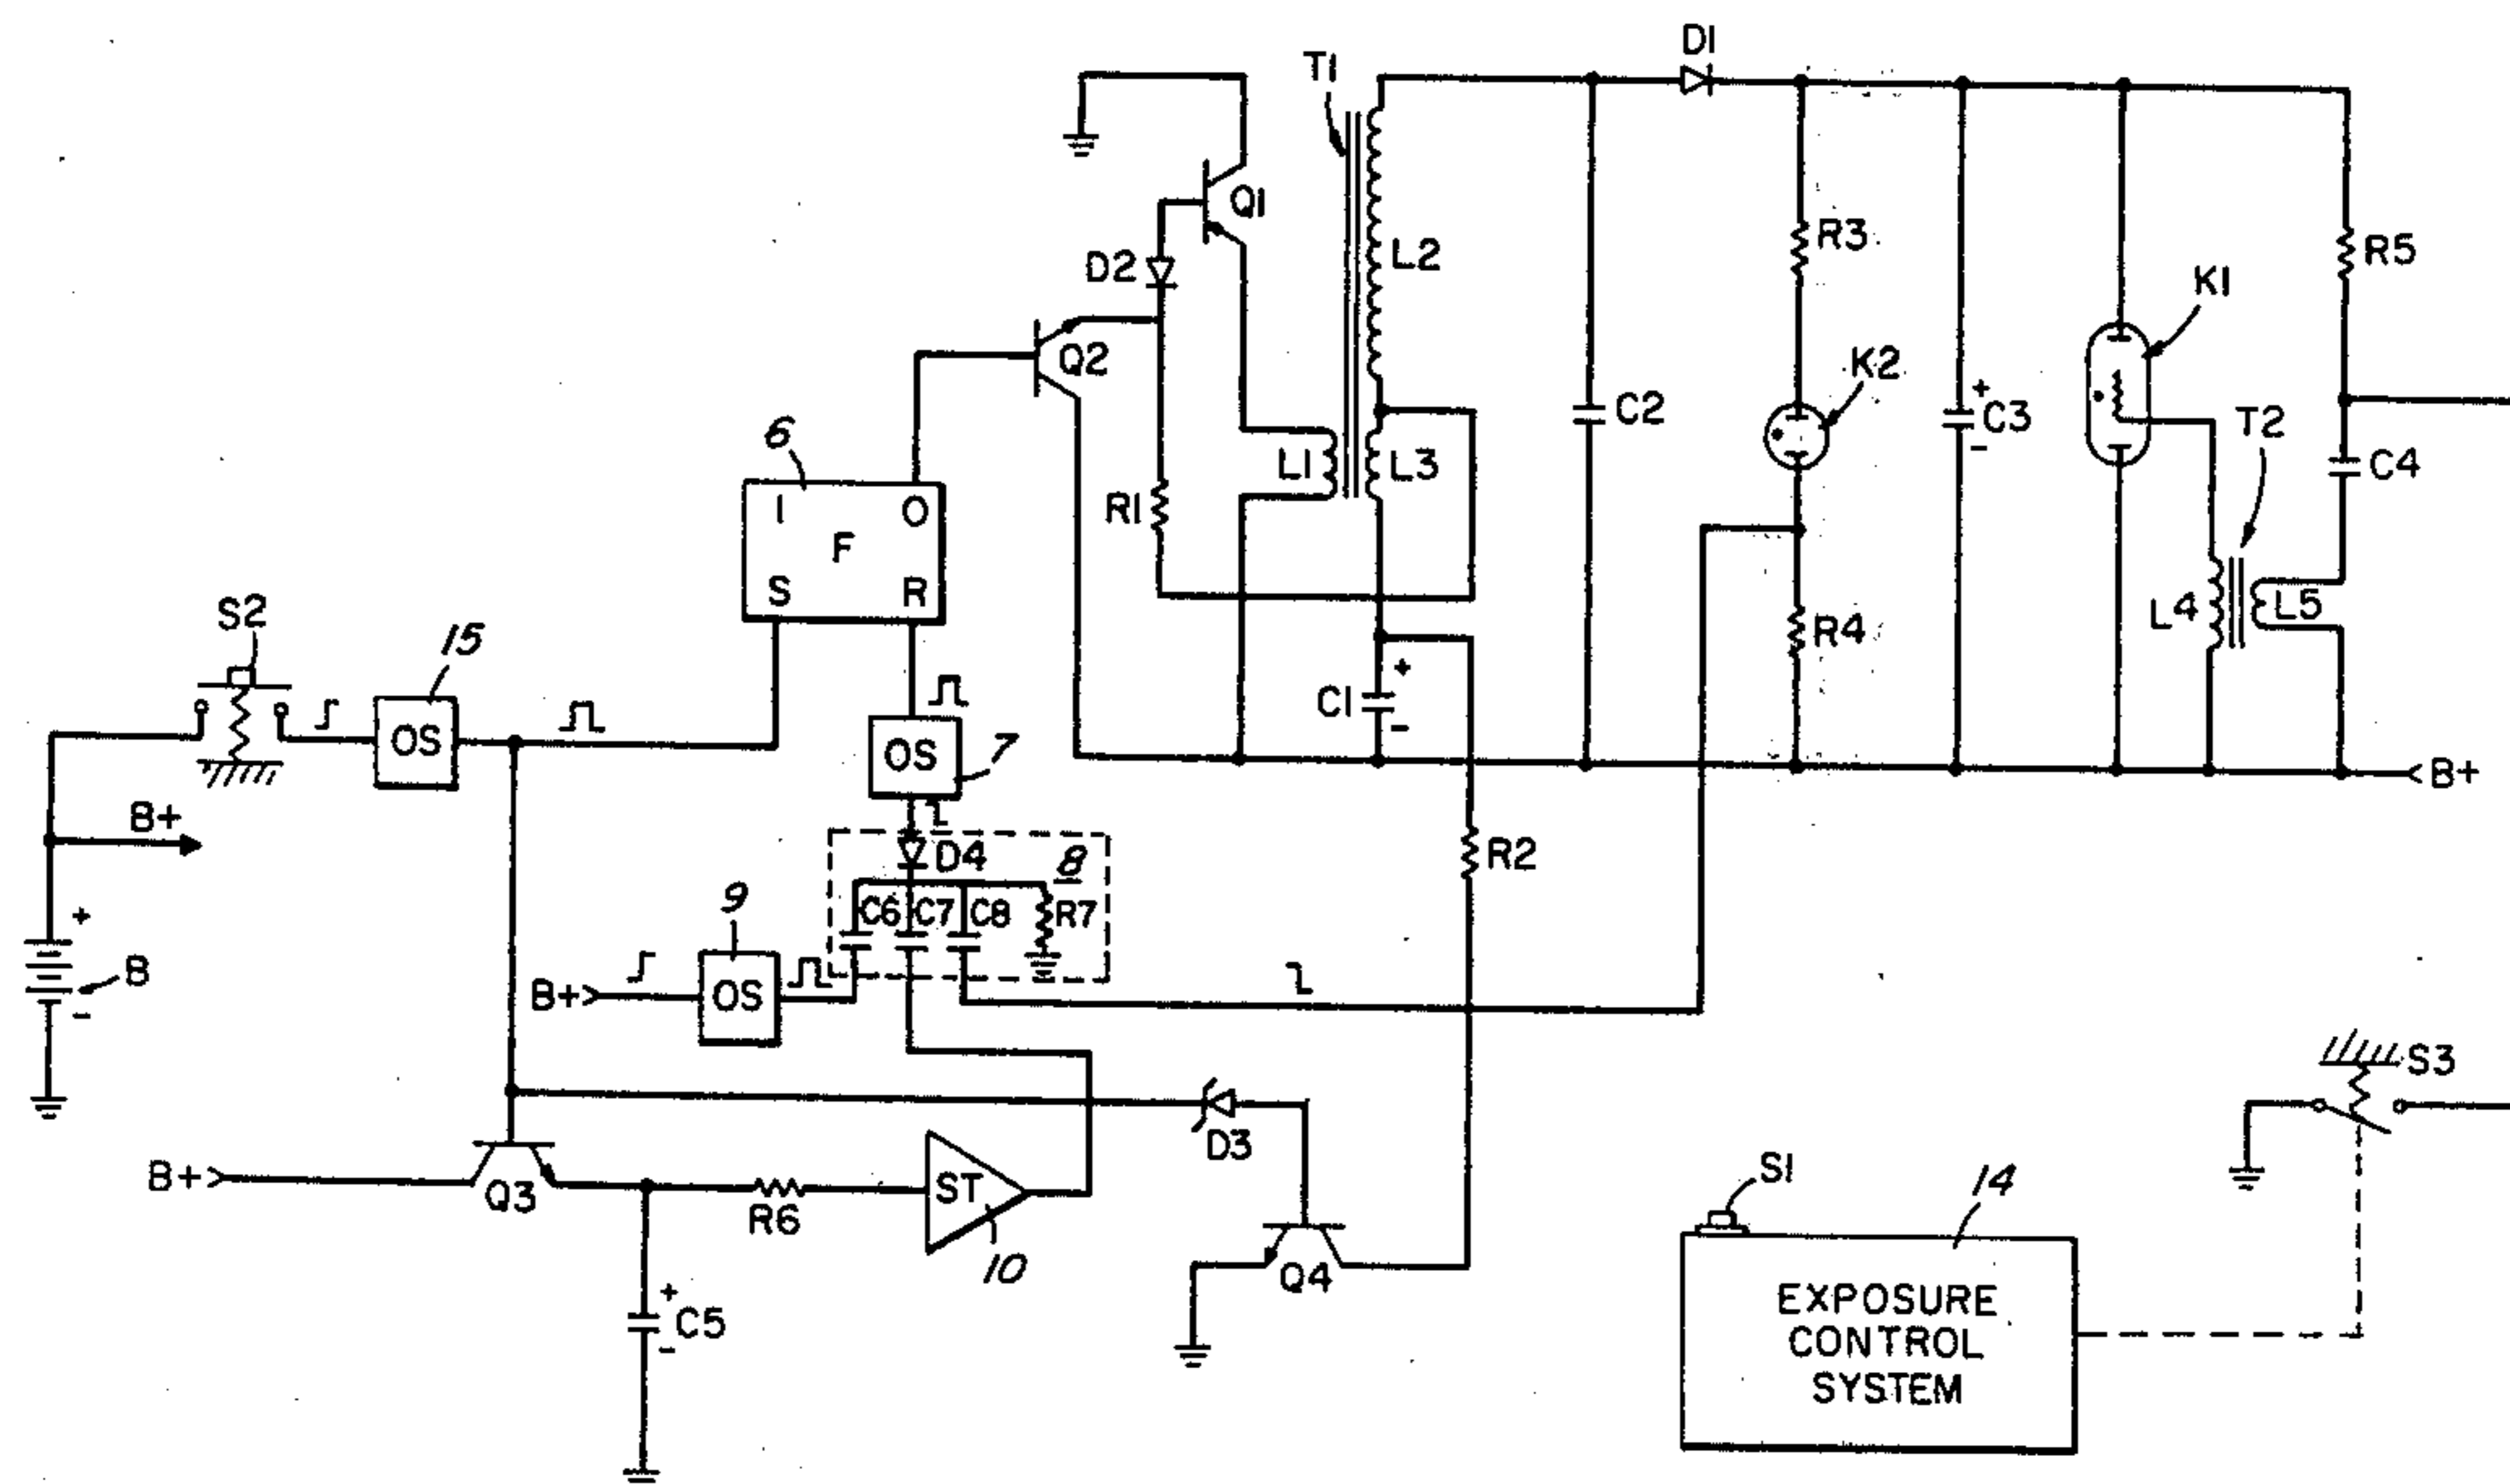 D1
T1
Q1
L2
R3
R5
D2
K1
Q2
K2
C2
C3
T2
6
L1
L3
C4
1
O
F
R1
S
R
S2
15
L4
L5
R4
OS
+
C1
-
OS
7
B+
B+
D4
8
R2
9
C6
C7
C8
R7
+
B
-
B+
OS
D3
S3
B+
Q3
R6
ST
10
S1
14
Q4
+
C5
-
EXPOSURE
CONTROL
SYSTEM